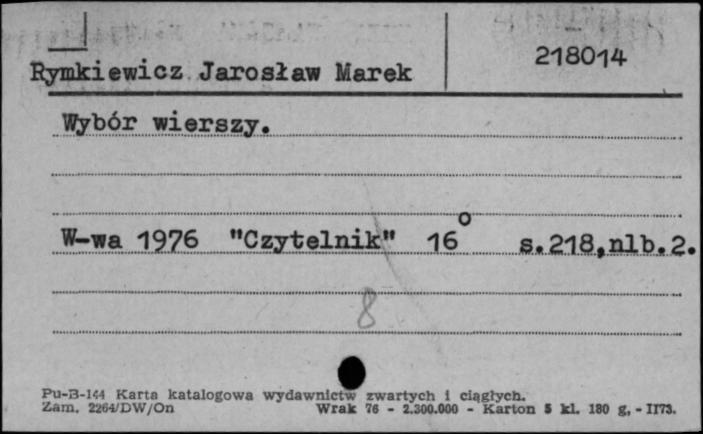 218014
Rymkiewicz Jarosław Marek
Wybór wierszy.
W-wa 1976 "Czytelnik" 16° s.218,nlb.2.
8
Pu-B-144 Karta katalogowa wydawnictw zwartych i ciągłych.
Zam. 2264/DW/On Wrak 76 - 2.300.000 - Karton 5 kl. 180 g. - II73.